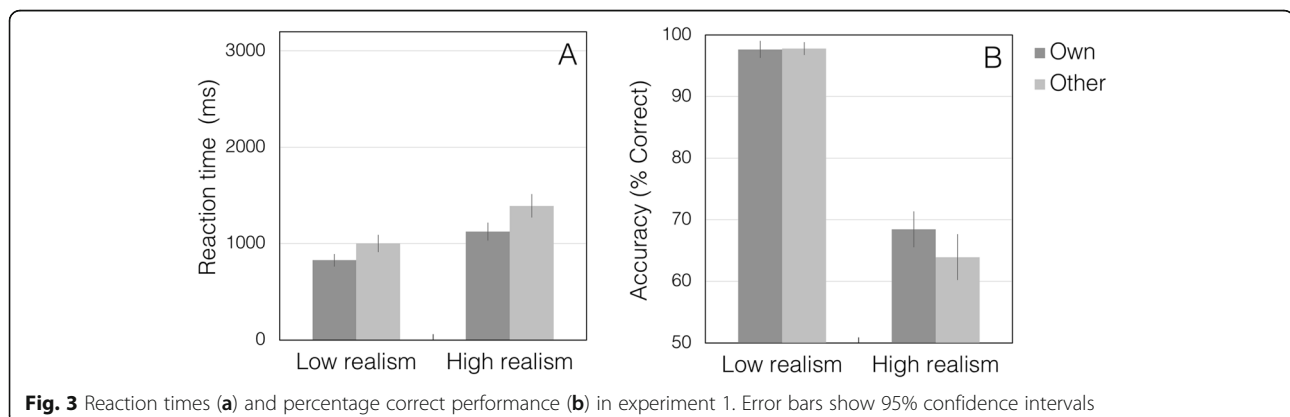 A
3000
2000
1000
0
Reaction time (ms)
Low realism High realism
B
100
90
80
70
60
50
Accuracy (% Correct)
Low realism High realism
Own
Other
Fig. 3 Reaction times (a) and percentage correct performance (b) in experiment 1. Error bars show 95% confidence intervals